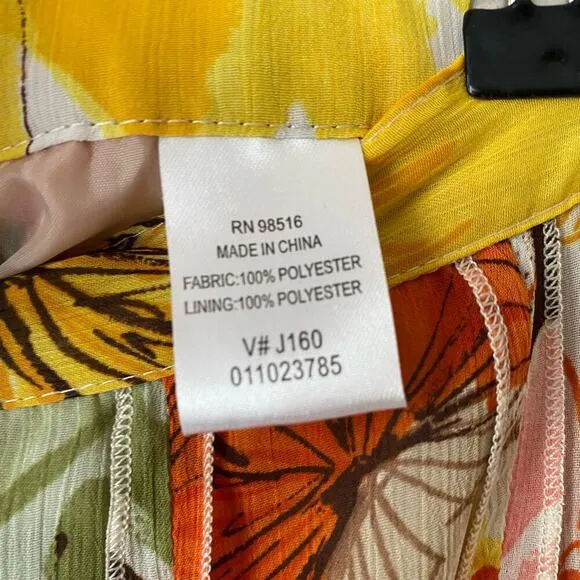 RN 98516
MADE IN CHINA
FABRIC:100% POLYESTER
LINING:100% POLYESTER
V# J160
011023785